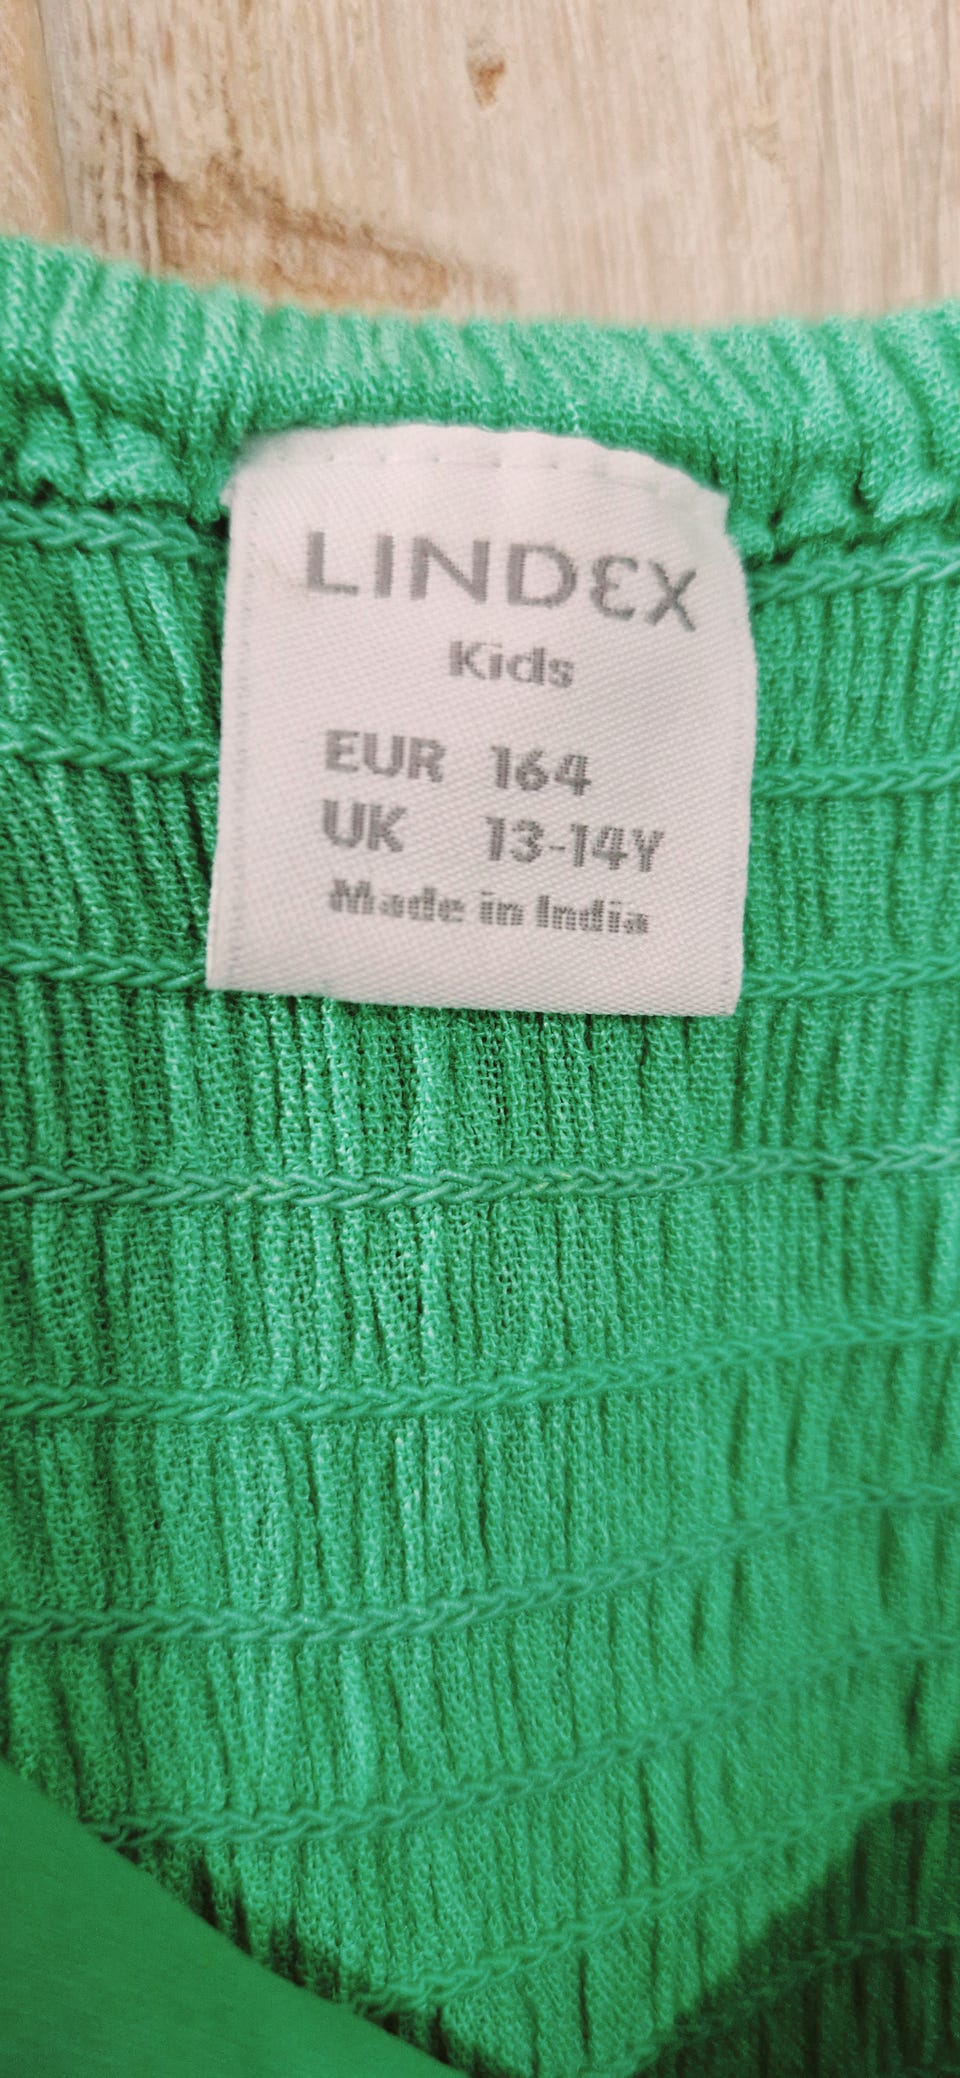 LINDEX
Kids
EUR 164
UK 13-14Y
Made in India